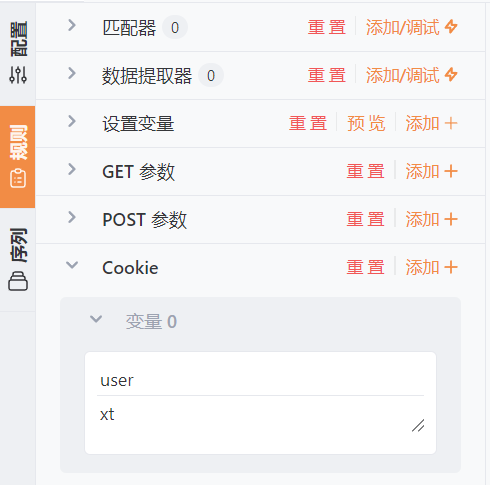 配置
规则
序列
匹配器 0 重置 添加/调试
数据提取器 0 重置 添加/调试
设置变量 重置 预览 添加
GET 参数 重置 添加
POST 参数 重置 添加
Cookie 重置 添加
变量 0
user
xt